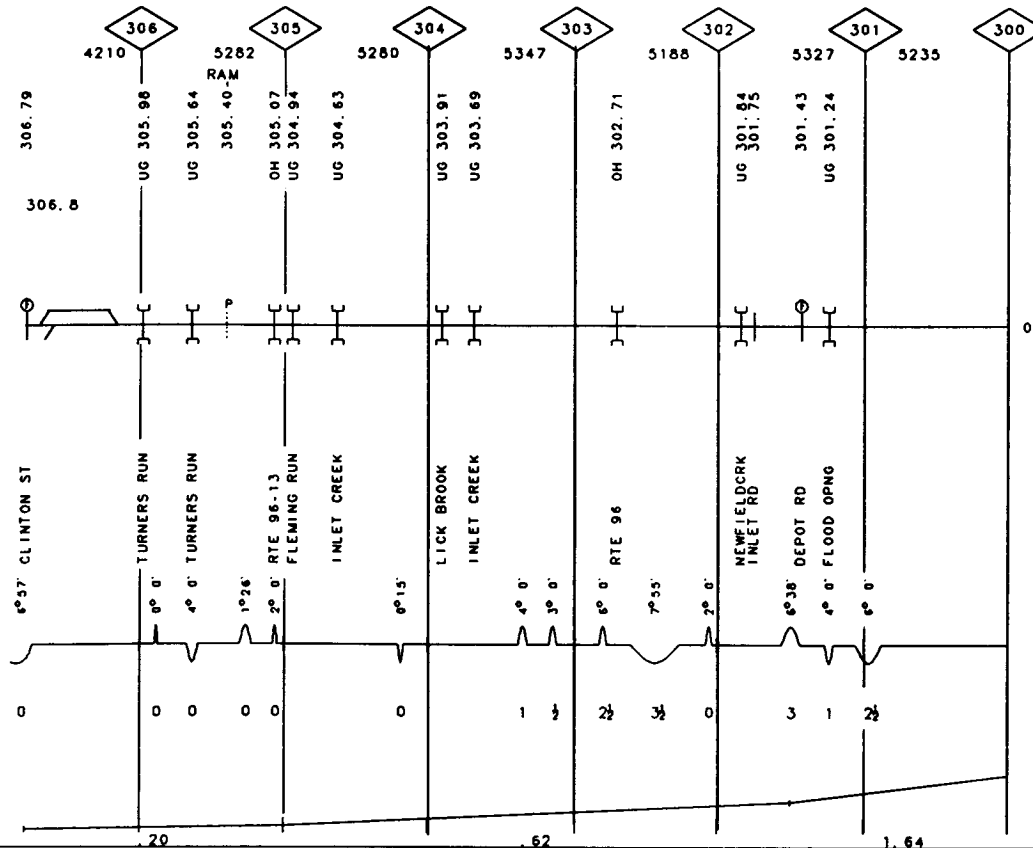 306 305 304 303 302 301 300
4210 5282 5280 5347 5188 5327 5235
RAM
306.79
UG 305.98
UG 305.64
305.40
OH 305.07
UG 304.94
UG 304.63
UG 303.91
UG 303.69
OH 302.71
UG 301.84
301.75
301.43
UG 301.24
306.8
P
0
CLINTON ST
TURNERS RUN
TURNERS RUN
RTE 96-13
FLEMING RUN
INLET CREEK
LICK BROOK
INLET CREEK
RTE 96
NEWFIELDCRK
INLET RD
DEPOT RD
FLOOD OPNG
6°57' 0°0' 4°0' 1°26' 2°0' 0°15' 4°0' 3°0' 6°0' 7°55' 2°0' 6°38' 4°0' 6°0'
0 0 0 0 0 0 1 ½ 2½ 3½ 0 3 1 2½
.20 .62 1.64